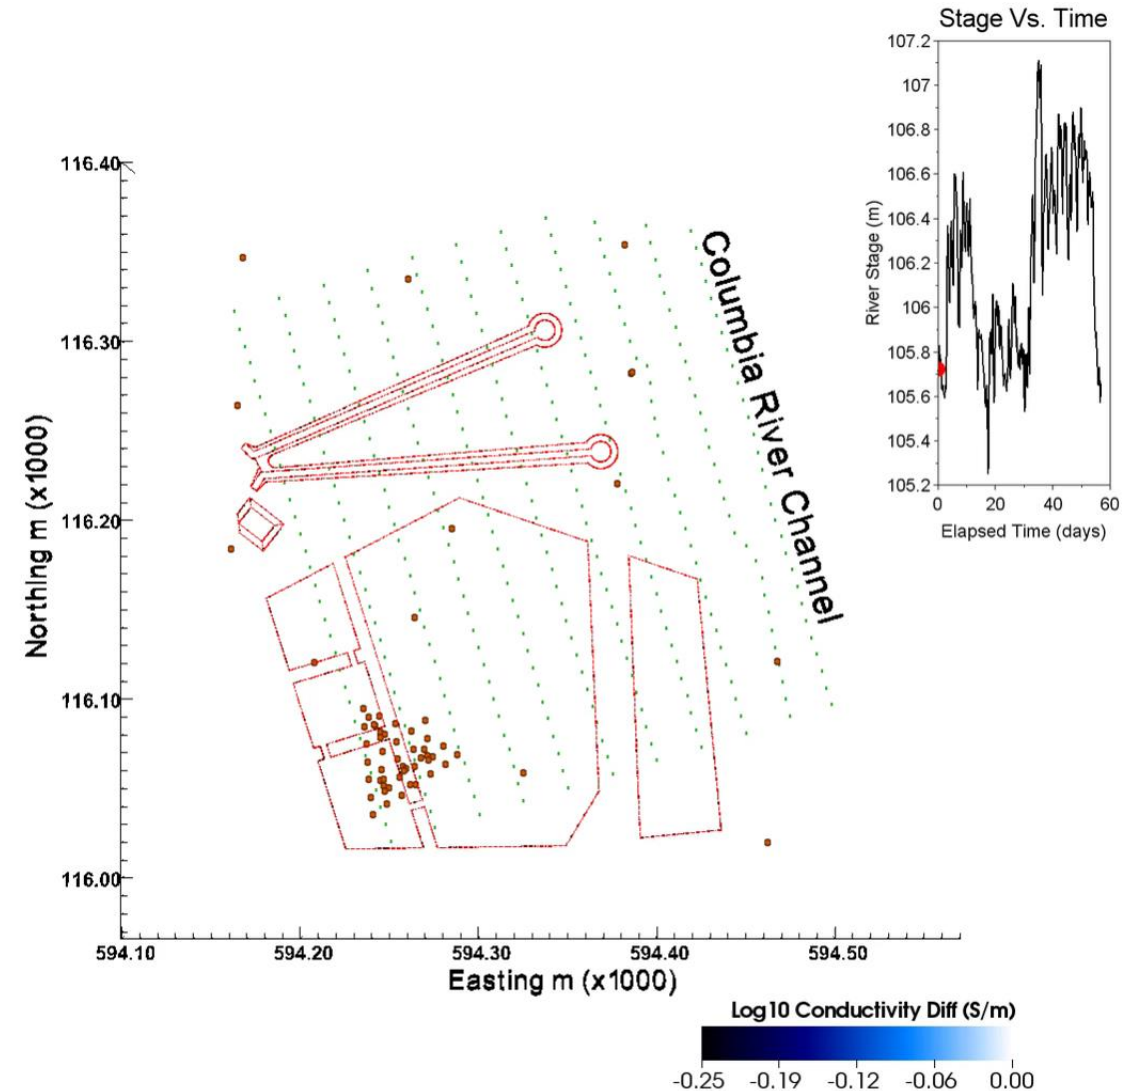 Stage Vs. Time
107.2
107
106.8
106.6
106.4
106.2
106
105.8
105.6
105.4
105.2
River Stage (m)
0 20 40 60
Elapsed Time (days)
116.40
116.30
116.20
116.10
116.00
Northing m (x1000)
Columbia River Channel
594.10 594.20 594.30 594.40 594.50
Easting m (x1000)
Log10 Conductivity Diff (S/m)
-0.25 -0.19 -0.12 -0.06 0.00